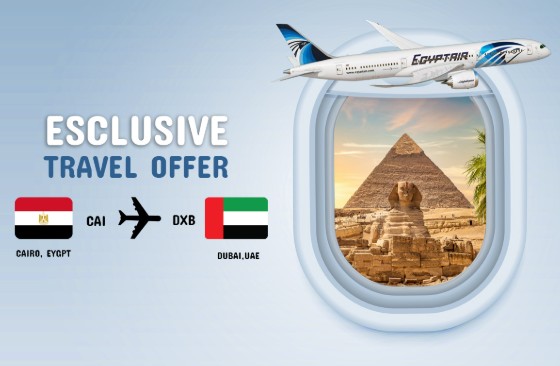 EGYPTAIR
ESCLUSIVE
TRAVEL OFFER
CAI
DXB
CAIRO, EYGPT
DUBAI,UAE